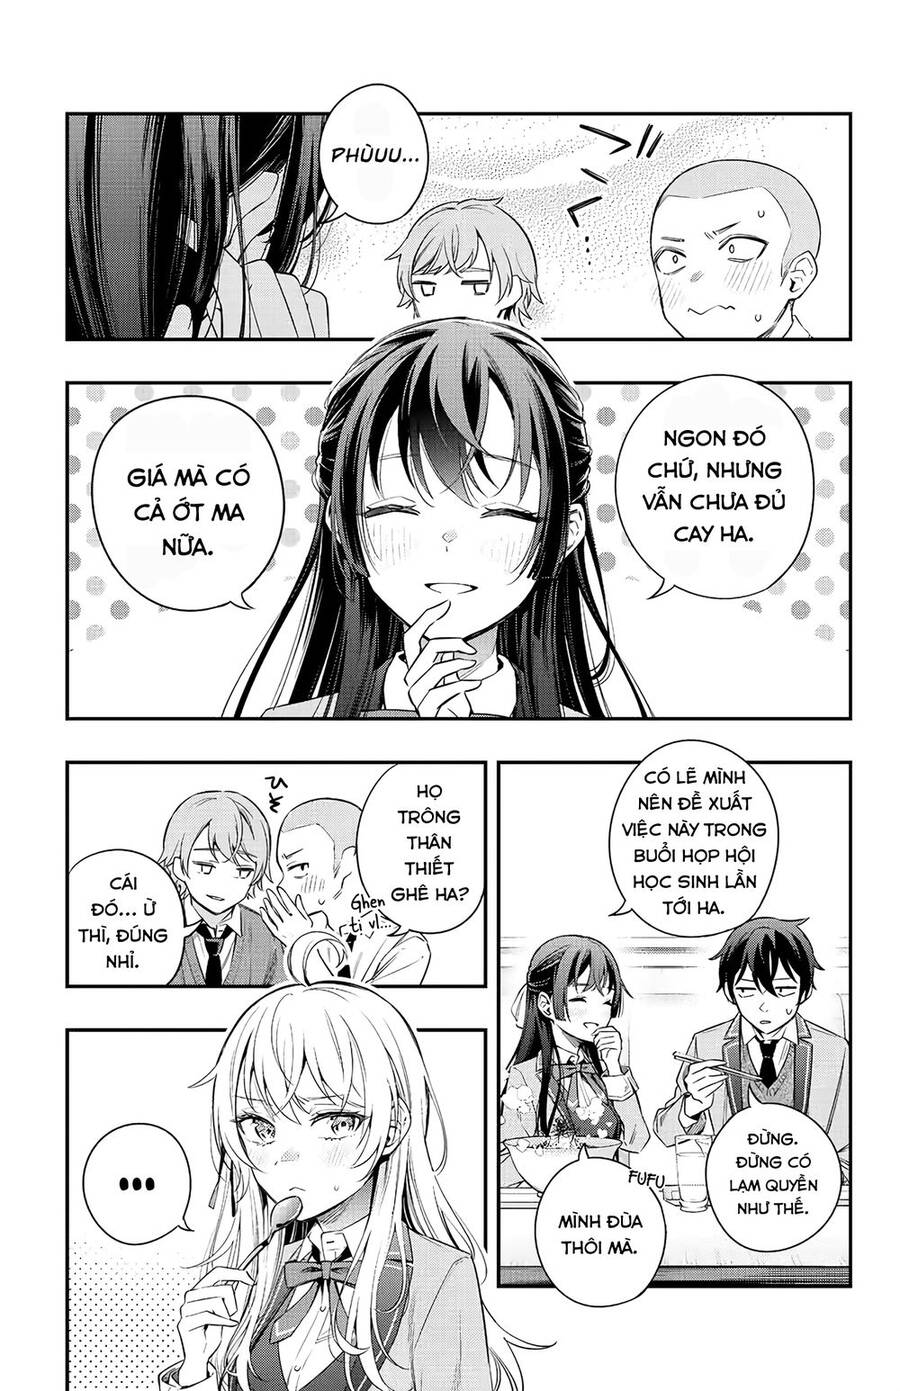 PHÙUU...
NGON ĐÓ
CHỨ, NHƯNG
VẪN CHƯA ĐỦ
CAY HA.
GIÁ MÀ CÓ
CẢ ỚT MA
NỮA.
CÓ LẼ MÌNH
NÊN ĐỀ XUẤT
VIỆC NÀY TRONG
BUỔI HỌP HỘI
HỌC SINH LẦN
TỚI HA.
ĐỪNG.
ĐỪNG CÓ
LẠM QUYỀN
NHƯ THẾ.
FUFU
MÌNH ĐÙA
THÔI MÀ.
HỌ
TRÔNG
THÂN
THIẾT
GHÊ HA?
Ghen
tị vl...
ひそ
CÁI
ĐÓ... Ừ
THÌ, ĐÚNG
NHỈ.
...